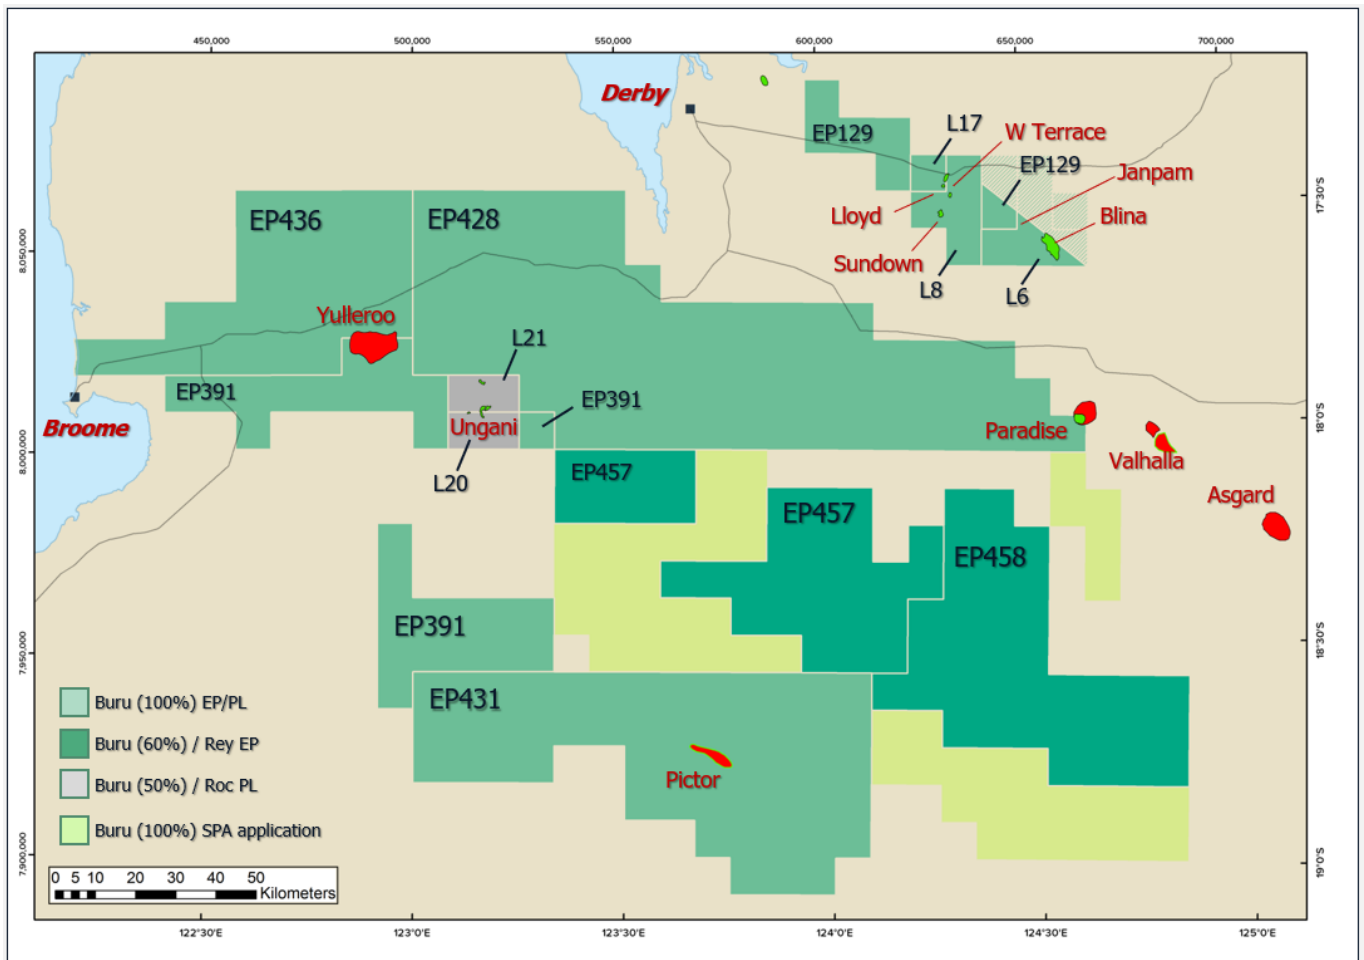 450,000 500,000 550,000 600,000 650,000 700,000
Derby
EP129
L17
W Terrace
EP129
Janpam
17°30'S
Lloyd
Blina
EP436
EP428
8,050,000
Sundown
L8
L6
Yulleroo
L21
EP391
EP391
Broome
Ungani
Paradise
18°0'S
8,000,000
Valhalla
L20
EP457
Asgard
EP457
EP458
EP391
18°30'S
7,950,000
EP431
Buru (100%) EP/PL
Buru (60%) / Rey EP
Pictor
Buru (50%) / Roc PL
Buru (100%) SPA application
7,900,000
19°0'S
0 5 10 20 30 40 50
Kilometers
122°30'E 123°0'E 123°30'E 124°0'E 124°30'E 125°0'E